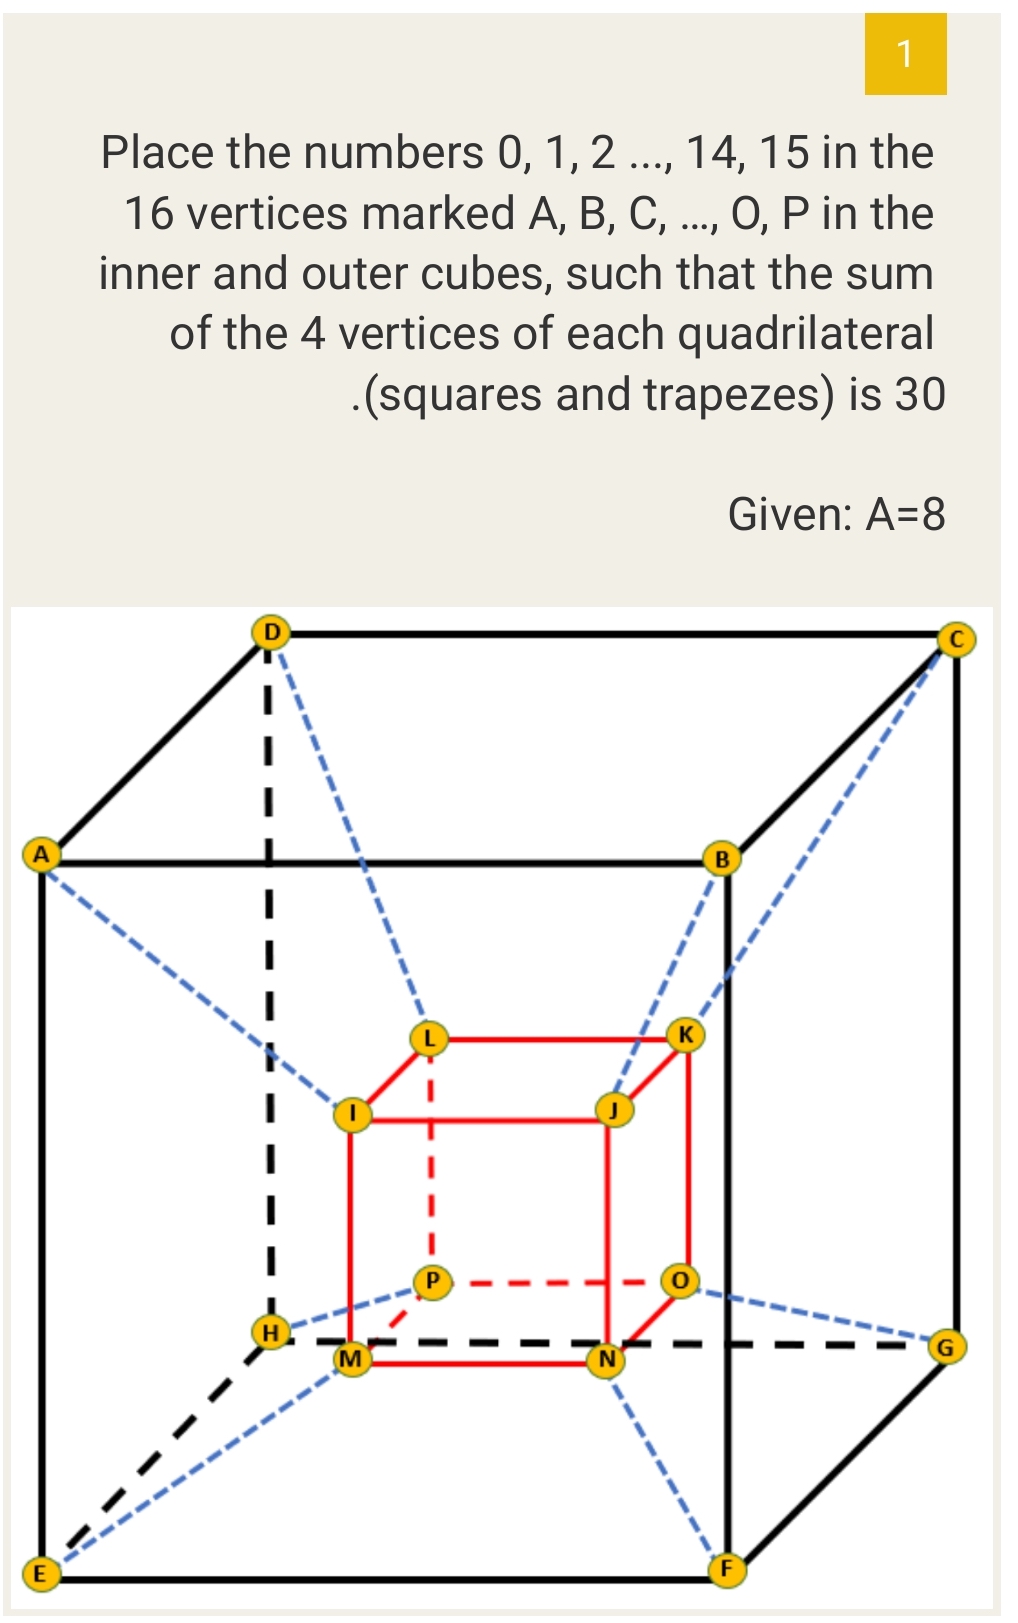 1
Place the numbers 0, 1, 2 ..., 14, 15 in the
16 vertices marked A, B, C, ..., O, P in the
inner and outer cubes, such that the sum
of the 4 vertices of each quadrilateral
.(squares and trapezes) is 30
Given: A=8
D
C
A
B
L
K
I
J
P
O
H
G
M
N
E
F